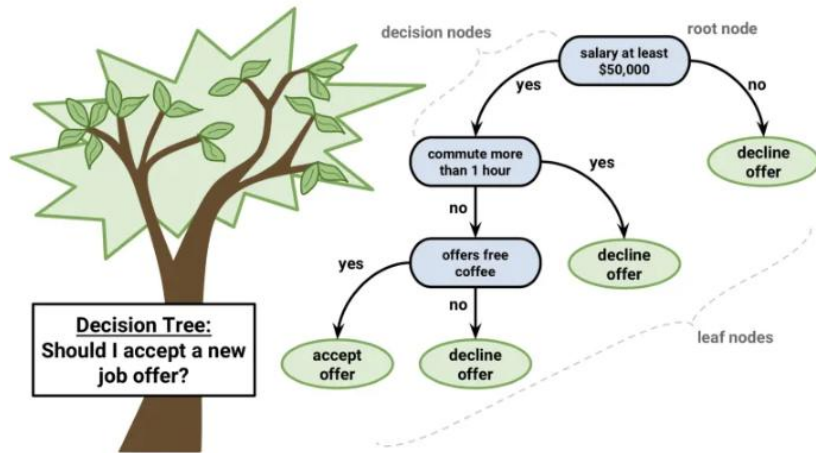 decision nodes
root node
salary at least
$50,000
yes
no
commute more
than 1 hour
yes
decline
offer
no
offers free
coffee
decline
offer
yes
no
Decision Tree:
Should I accept a new
job offer?
accept
offer
decline
offer
leaf nodes